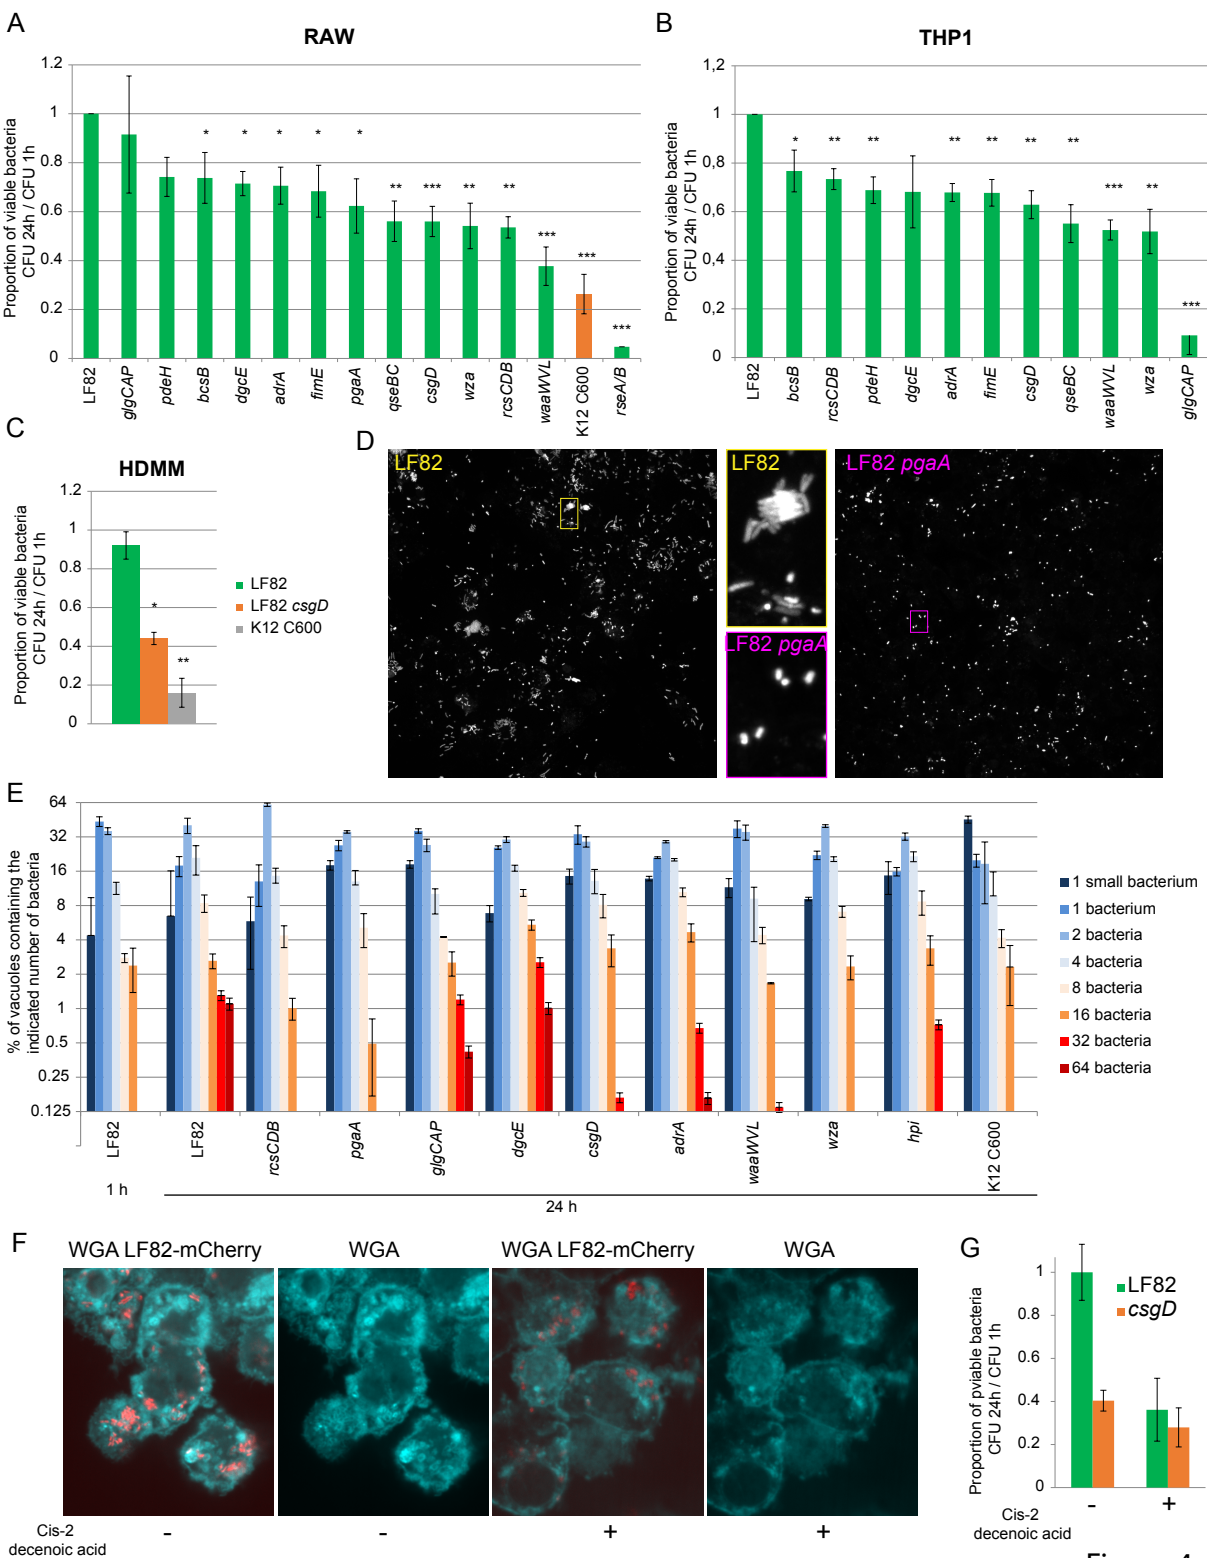 A
RAW
Proportion of viable bacteria
CFU 24h / CFU 1h
1.2
1
0.8
0.6
0.4
0.2
0
* * * * * ** *** ** ** *** *** ***
LF82 glgCAP pdeH bcsB dgcE adrA fimE pgaA qseBC csgD wza rcsCDB waaWVL K12 C600 rseA/B
B
THP1
Proportion of viable bacteria
CFU 24h / CFU 1h
1,2
1
0,8
0,6
0,4
0,2
0
* ** ** ** ** ** ** *** ** ***
LF82 bcsB rcsCDB pdeH dgcE adrA fimE csgD qseBC waaWVL wza glgCAP
C
HDMM
Proportion of viable bacteria
CFU 24h / CFU 1h
1.2
1
0.8
0.6
0.4
0.2
0
* **
LF82
LF82 csgD
K12 C600
D
LF82
LF82
LF82 pgaA
LF82 pgaA
E
% of vacuoles containing the
indicated number of bacteria
64
32
16
8
4
2
1
0.5
0.25
0.125
LF82 LF82 rcsCDB pgaA glgCAP dgcE csgD adrA waaWVL wza hpi K12 C600
1 h
24 h
1 small bacterium
1 bacterium
2 bacteria
4 bacteria
8 bacteria
16 bacteria
32 bacteria
64 bacteria
F
WGA LF82-mCherry WGA WGA LF82-mCherry WGA
Cis-2
decenoic acid
- - + +
G
Proportion of pviable bacteria
CFU 24h / CFU 1h
1
0.8
0.6
0.4
0.2
0
LF82
csgD
- +
Cis-2
decenoic acid